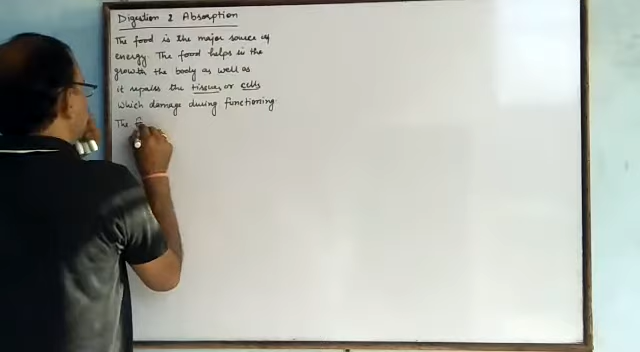 Digestion & Absorption
The food is the major source of
energy. The food helps in the
growth the body as well as
it repairs the tissues or cells
which damage during functioning.
The